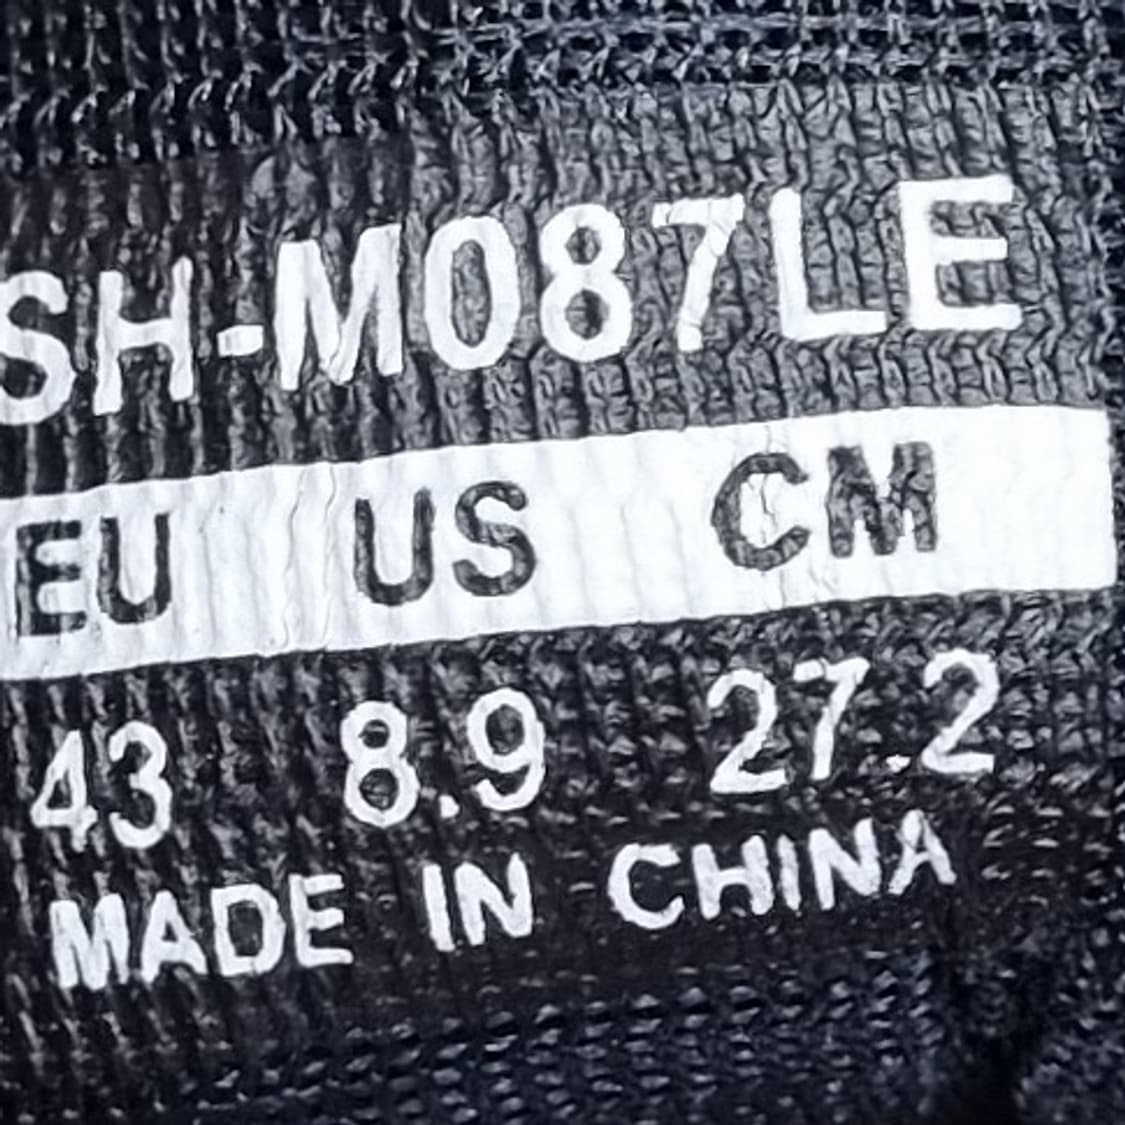 SH-M087LE
EU US CM
43 8.9 27.2
MADE IN CHINA